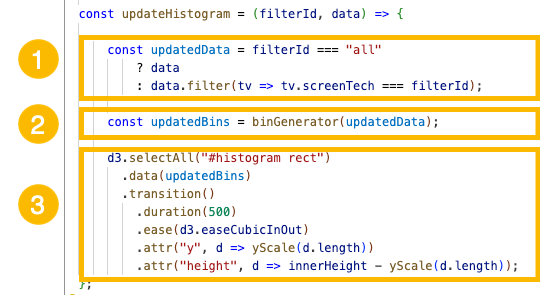 const updateHistogram = (filterId, data) => {
1
const updatedData = filterId === "all"
? data
: data.filter(tv => tv.screenTech === filterId);
2
const updatedBins = binGenerator(updatedData);
3
d3.selectAll("#histogram rect")
.data(updatedBins)
.transition()
.duration(500)
.ease(d3.easeCubicInOut)
.attr("y", d => yScale(d.length))
.attr("height", d => innerHeight - yScale(d.length));
};